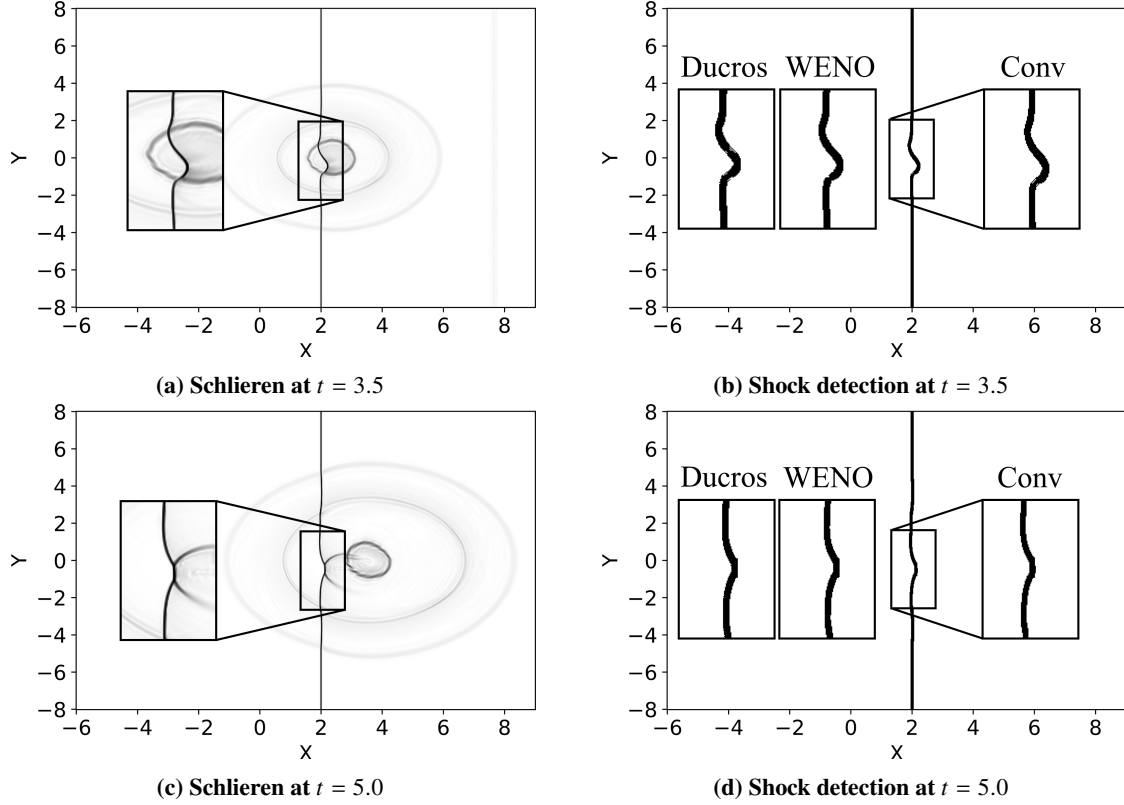 8
6
4
2
0
−2
−4
−6
−8
Y
−6 −4 −2 0 2 4 6 8
X
(a) Schlieren at t = 3.5
8
6
4
2
0
−2
−4
−6
−8
Y
Ducros WENO Conv
−6 −4 −2 0 2 4 6 8
X
(b) Shock detection at t = 3.5
8
6
4
2
0
−2
−4
−6
−8
Y
−6 −4 −2 0 2 4 6 8
X
(c) Schlieren at t = 5.0
8
6
4
2
0
−2
−4
−6
−8
Y
Ducros WENO Conv
−6 −4 −2 0 2 4 6 8
X
(d) Shock detection at t = 5.0